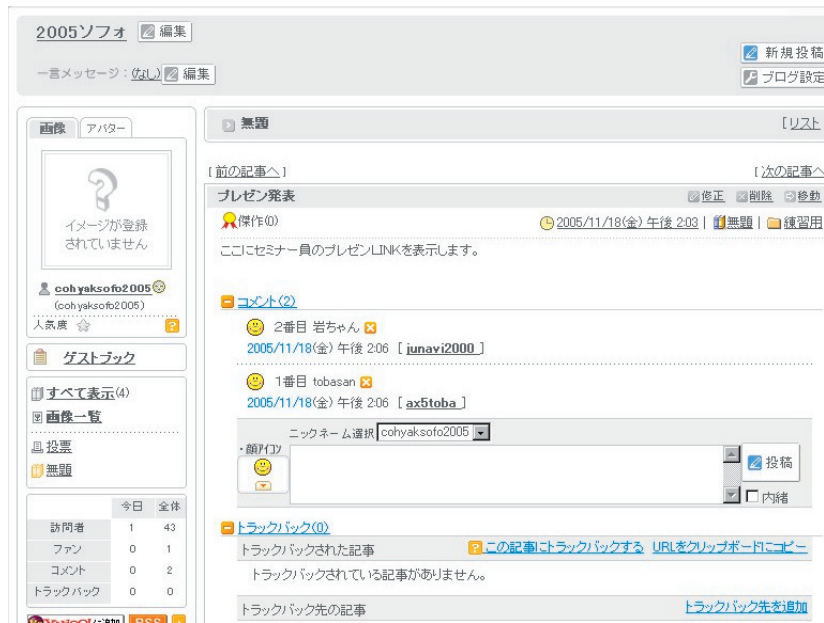 2005ソフォ 編集
一言メッセージ : (なし) 編集
新規投稿
ブログ設定
画像 アバター
イメージが登録
されていません
cohyaksofo2005
(cohyaksofo2005)
人気度
ゲストブック
すべて表示(4)
画像一覧
投票
無題
今日 全体
訪問者 1 43
ファン 0 1
コメント 0 2
トラックバック 0 0
追加 RSS
無題 [リスト
[前の記事へ] [次の記事へ
プレゼン発表 修正 削除 移動
傑作(0) 2005/11/18(金) 午後 2:03 | 無題 | 練習用
ここにセミナー員のプレゼンLINKを表示します。
コメント(2)
2番目 岩ちゃん
2005/11/18(金) 午後 2:06 [ junavi2000 ]
1番目 tobasan
2005/11/18(金) 午後 2:06 [ ax5toba ]
ニックネーム選択 cohyaksofo2005
・顔アイコン
投稿
内緒
トラックバック(0)
トラックバックされた記事 この記事にトラックバックする URLをクリップボードにコピー
トラックバックされている記事がありません。
トラックバック先の記事 トラックバック先を追加